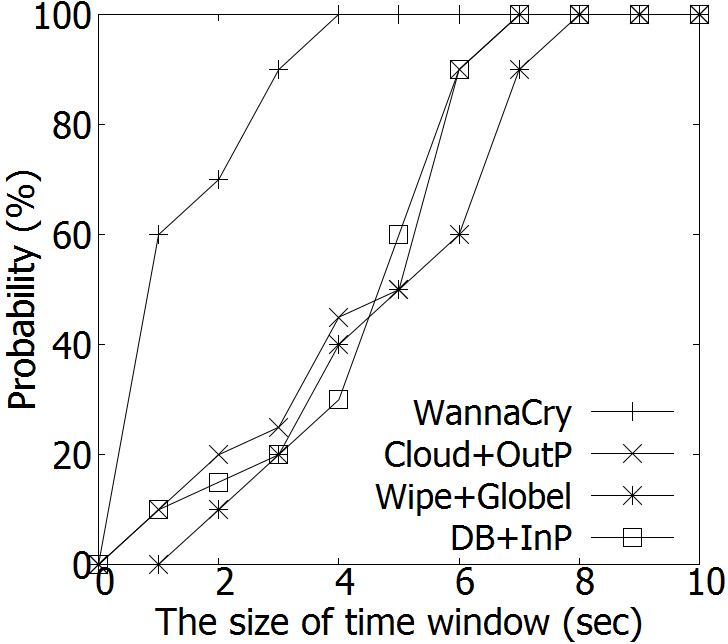 100
80
60
40
20
0
Probability (%)
WannaCry
Cloud+OutP
Wipe+Globel
DB+InP
0 2 4 6 8 10
The size of time window (sec)